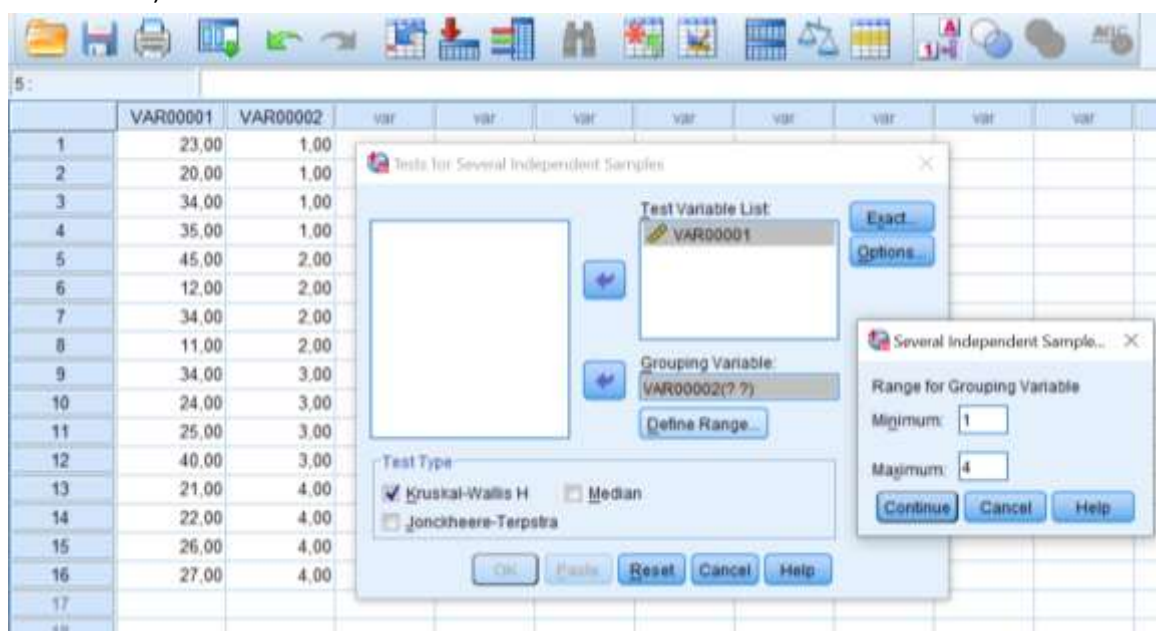 5 :
VAR00001 VAR00002 var var var var var var var var
1 23,00 1,00
2 20,00 1,00
3 34,00 1,00
4 35,00 1,00
5 45,00 2,00
6 12,00 2,00
7 34,00 2,00
8 11,00 2,00
9 34,00 3,00
10 24,00 3,00
11 25,00 3,00
12 40,00 3,00
13 21,00 4,00
14 22,00 4,00
15 26,00 4,00
16 27,00 4,00
17
Tests for Several Independent Samples
Test Variable List:
VAR00001
Exact...
Options...
Grouping Variable:
VAR00002(? ?)
Define Range...
Test Type
Kruskal-Wallis H Median
Jonckheere-Terpstra
OK Paste Reset Cancel Help
Several Independent Sample...
Range for Grouping Variable
Minimum: 1
Maximum: 4
Continue Cancel Help